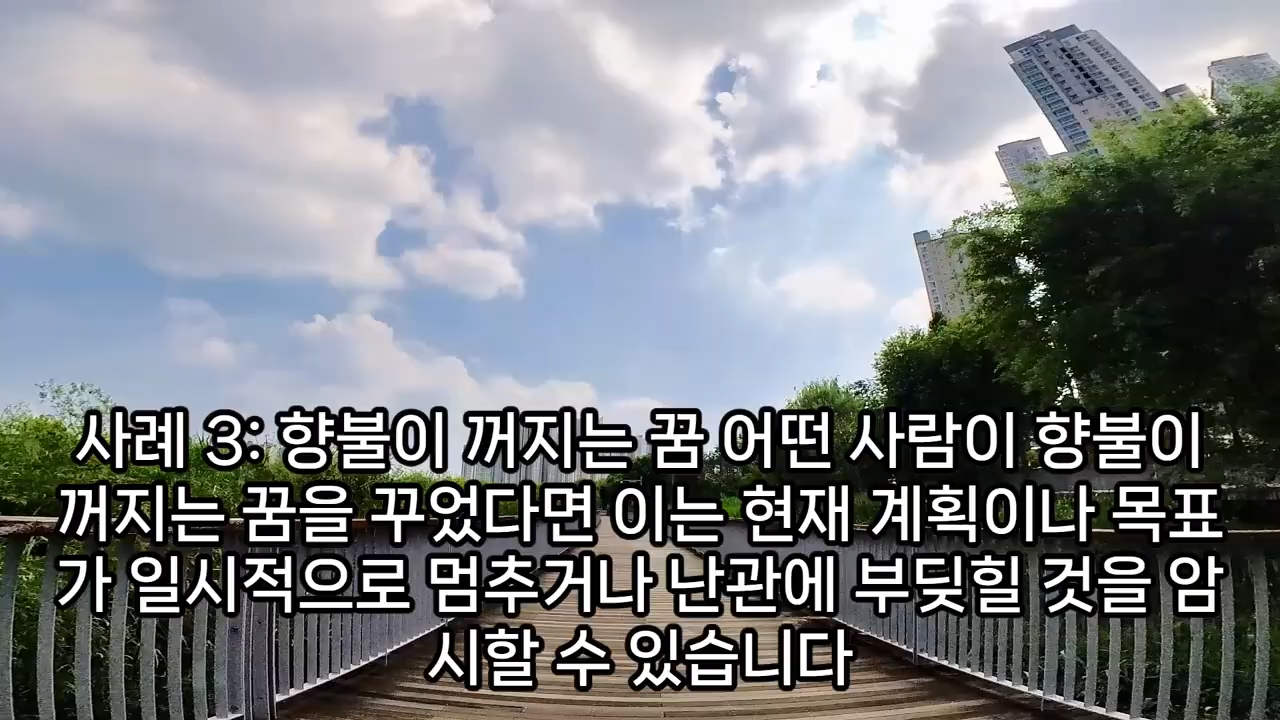 사례 3: 향불이 꺼지는 꿈 어떤 사람이 향불이
꺼지는 꿈을 꾸었다면 이는 현재 계획이나 목표
가 일시적으로 멈추거나 난관에 부딪힐 것을 암
시할 수 있습니다